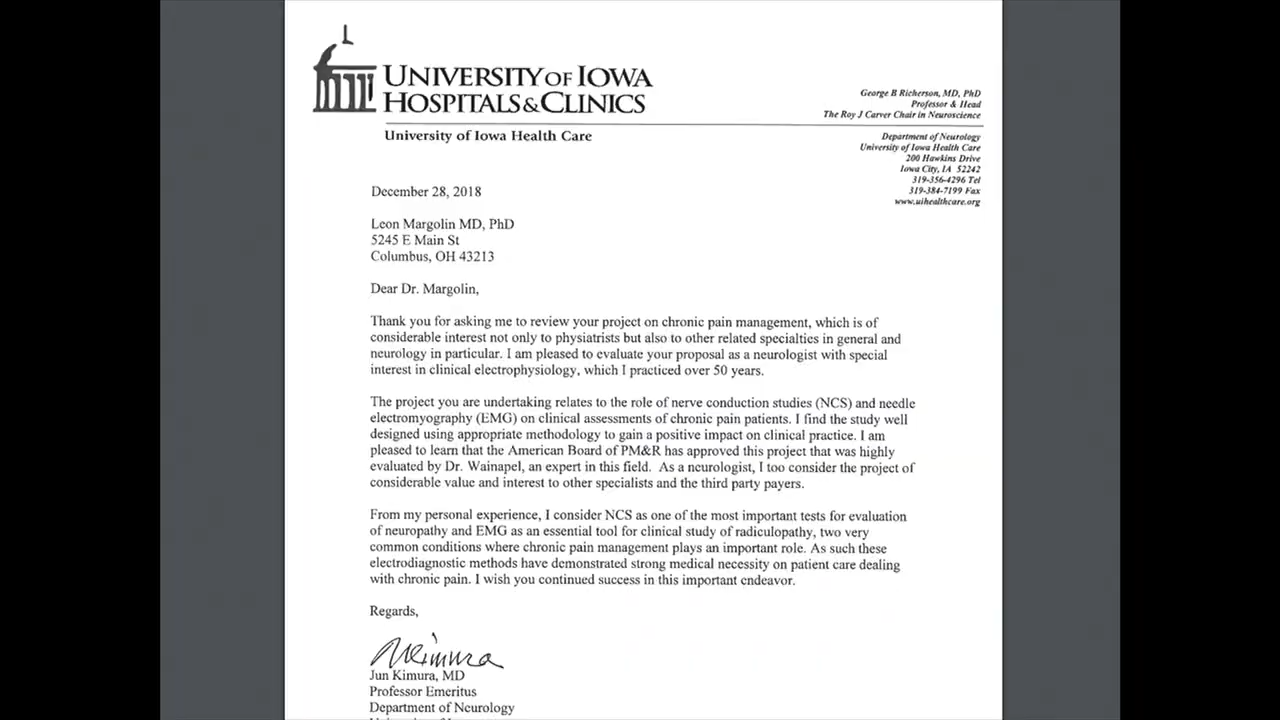 UNIVERSITY OF IOWA
HOSPITALS & CLINICS
University of Iowa Health Care
George B Richerson, MD, PhD
Professor & Head
The Roy J Carver Chair in Neuroscience
Department of Neurology
University of Iowa Health Care
200 Hawkins Drive
Iowa City, IA 52242
319-356-4296 Tel
319-384-7199 Fax
www.uihealthcare.org
December 28, 2018
Leon Margolin MD, PhD
5245 E Main St
Columbus, OH 43213
Dear Dr. Margolin,
Thank you for asking me to review your project on chronic pain management, which is of
considerable interest not only to physiatrists but also to other related specialties in general and
neurology in particular. I am pleased to evaluate your proposal as a neurologist with special
interest in clinical electrophysiology, which I practiced over 50 years.
The project you are undertaking relates to the role of nerve conduction studies (NCS) and needle
electromyography (EMG) on clinical assessments of chronic pain patients. I find the study well
designed using appropriate methodology to gain a positive impact on clinical practice. I am
pleased to learn that the American Board of PM&R has approved this project that was highly
evaluated by Dr. Wainapel, an expert in this field. As a neurologist, I too consider the project of
considerable value and interest to other specialists and the third party payers.
From my personal experience, I consider NCS as one of the most important tests for evaluation
of neuropathy and EMG as an essential tool for clinical study of radiculopathy, two very
common conditions where chronic pain management plays an important role. As such these
electrodiagnostic methods have demonstrated strong medical necessity on patient care dealing
with chronic pain. I wish you continued success in this important endeavor.
Regards,
Jun Kimura, MD
Professor Emeritus
Department of Neurology